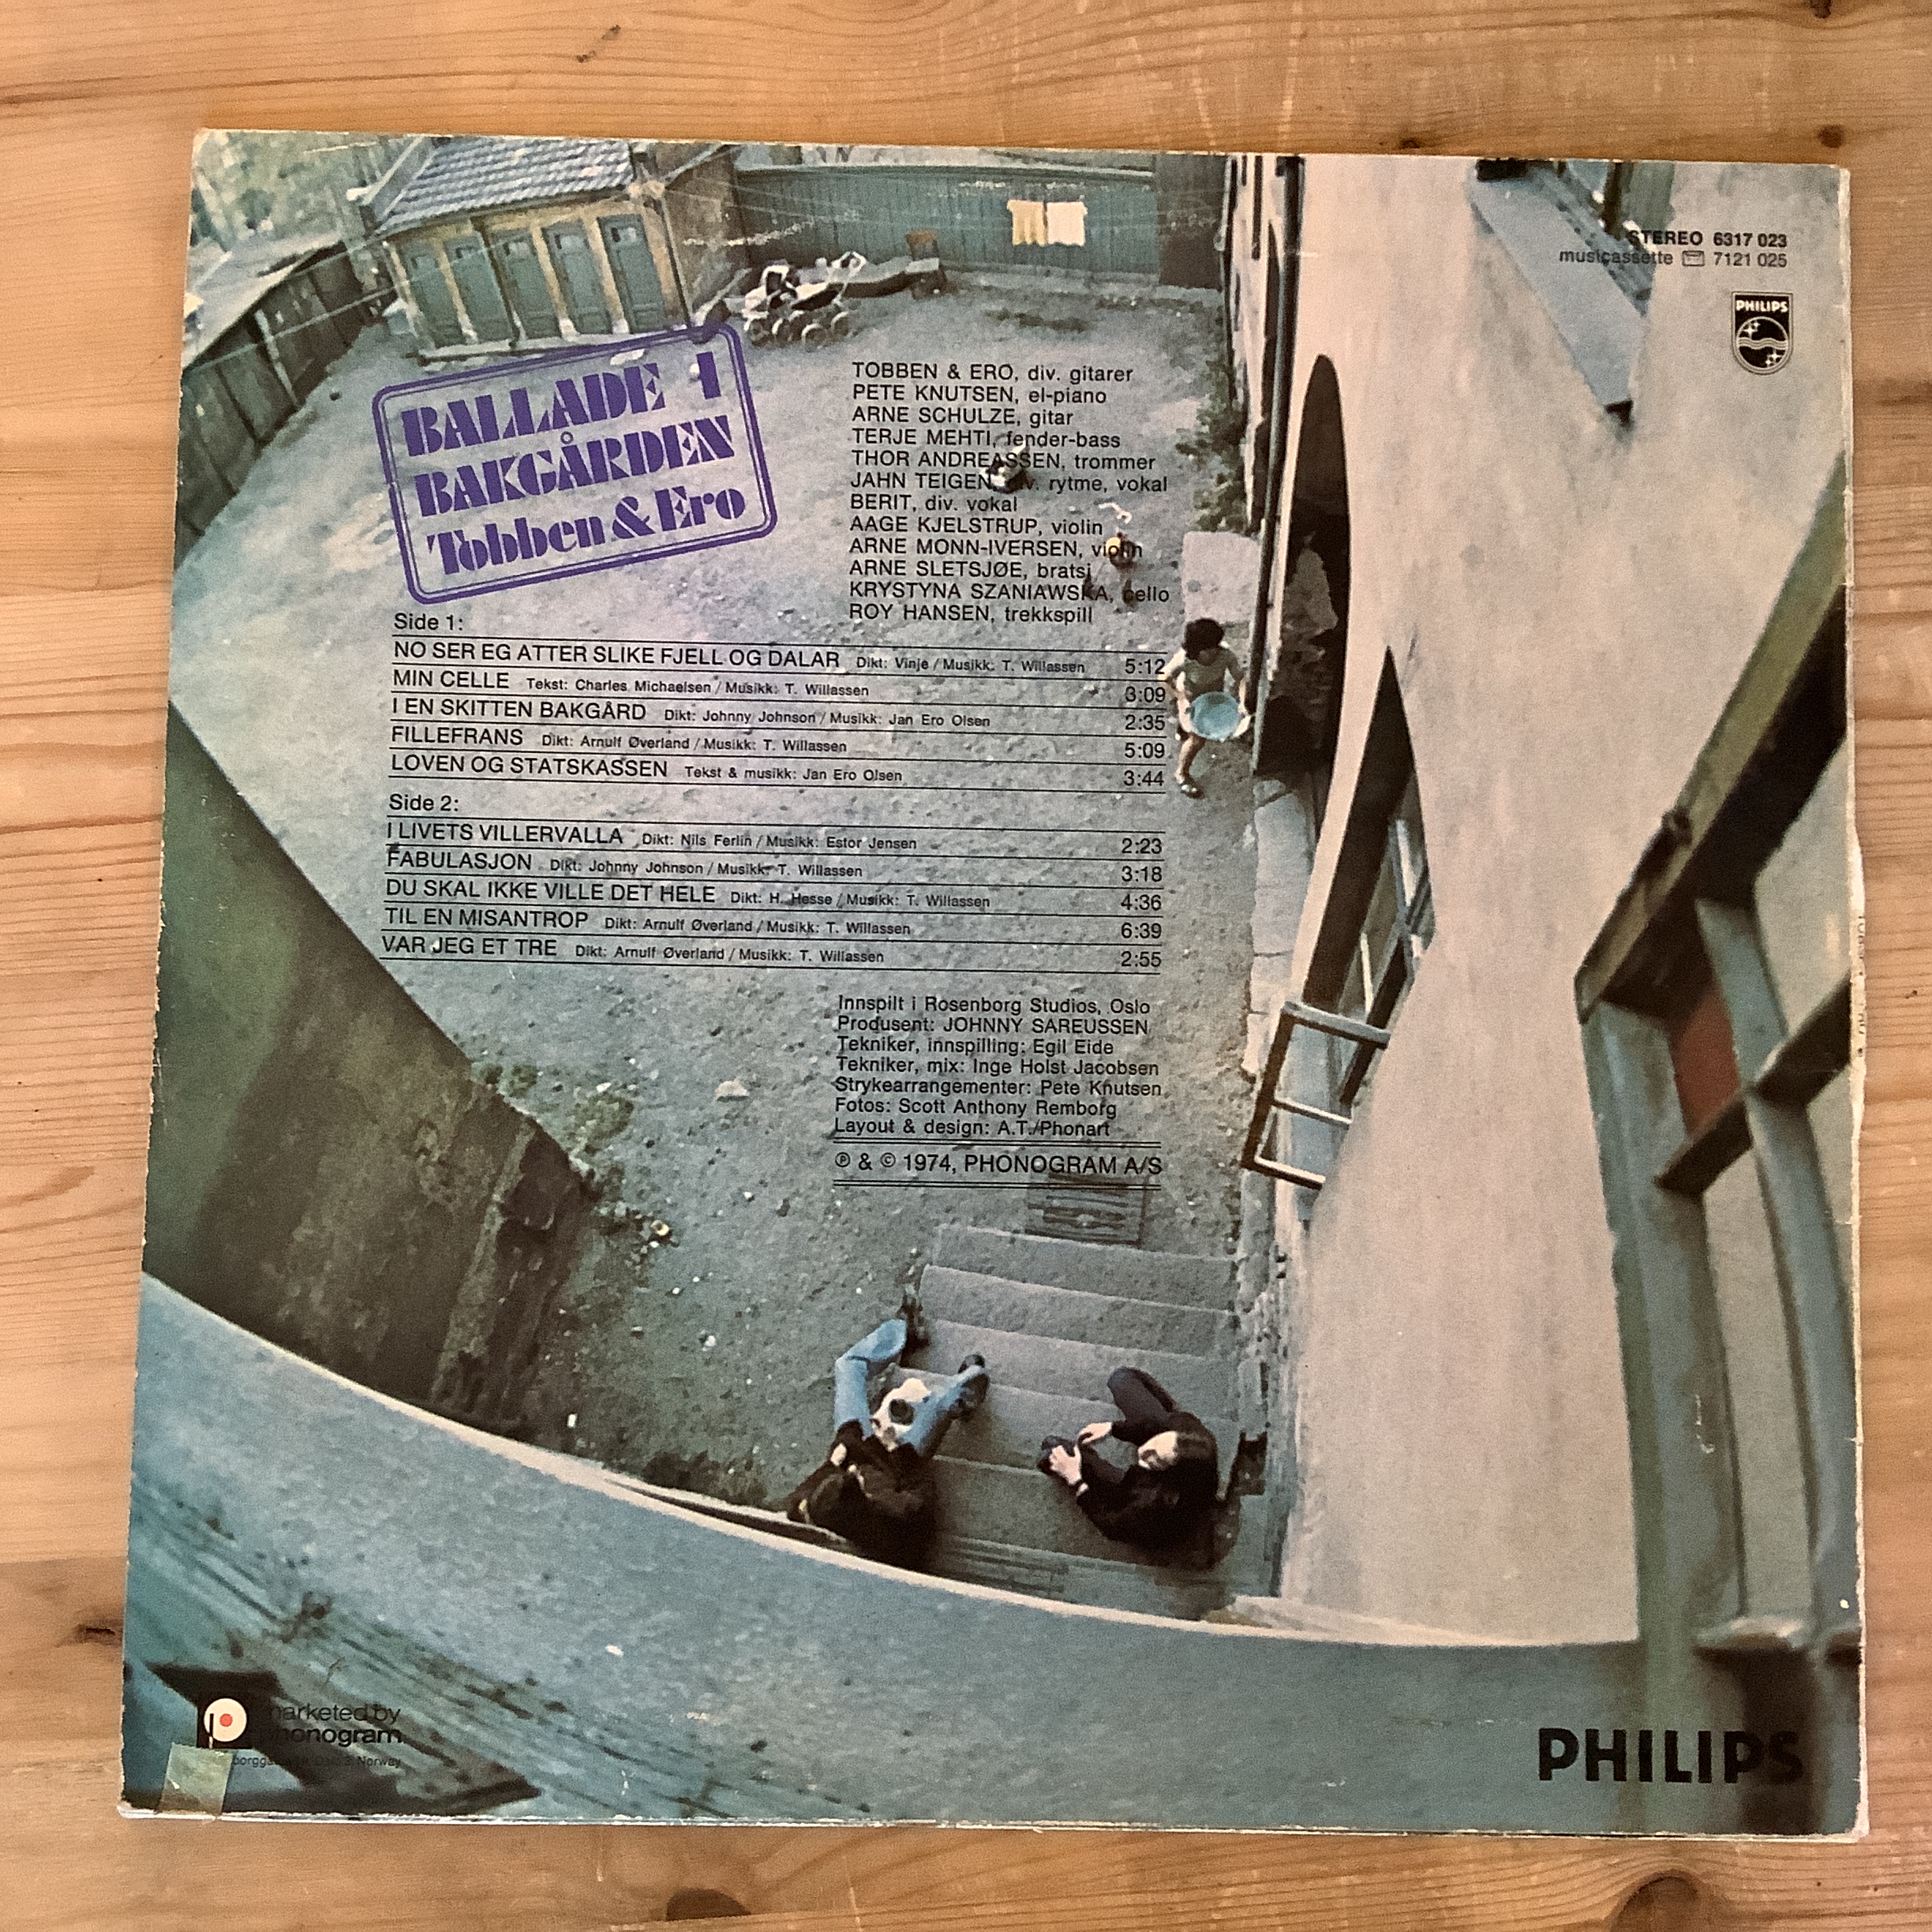 STEREO 6317 023
musicassette 7121 025
PHILIPS
BALLADE I
BAKGÅRDEN
Tobben & Ero
TOBBEN & ERO, div. gitarer
PETE KNUTSEN, el-piano
ARNE SCHULZE, gitar
TERJE MEHTI, fender-bass
THOR ANDREASSEN, trommer
JAHN TEIGEN, div. rytme, vokal
BERIT, div. vokal
AAGE KJELSTRUP, violin
ARNE MONN-IVERSEN, violin
ARNE SLETSJØE, bratsj
KRYSTYNA SZANIAWSKA, cello
ROY HANSEN, trekkspill
Side 1:
NO SER EG ATTER SLIKE FJELL OG DALAR Dikt: Vinje / Musikk: T. Willassen 5:12
MIN CELLE Tekst: Charles Michaelsen / Musikk: T. Willassen 3:09
I EN SKITTEN BAKGÅRD Dikt: Johnny Johnson / Musikk: Jan Ero Olsen 2:35
FILLEFRANS Dikt: Arnulf Øverland / Musikk: T. Willassen 5:09
LOVEN OG STATSKASSEN Tekst & musikk: Jan Ero Olsen 3:44
Side 2:
I LIVETS VILLERVALLA Dikt: Nils Ferlin / Musikk: Estor Jensen 2:23
FABULASJON Dikt: Johnny Johnson / Musikk: T. Willassen 3:18
DU SKAL IKKE VILLE DET HELE Dikt: H. Hesse / Musikk: T. Willassen 4:36
TIL EN MISANTROP Dikt: Arnulf Øverland / Musikk: T. Willassen 6:39
VAR JEG ET TRE Dikt: Arnulf Øverland / Musikk: T. Willassen 2:55
Innspilt i Rosenborg Studios, Oslo
Produsent: JOHNNY SAREUSSEN
Tekniker, innspilling: Egil Eide
Tekniker, mix: Inge Holst Jacobsen
Strykearrangementer: Pete Knutsen
Fotos: Scott Anthony Remborg
Layout & design: A.T./Phonart
℗ & © 1974, PHONOGRAM A/S
marketed by
phonogram
Norway
PHILIPS